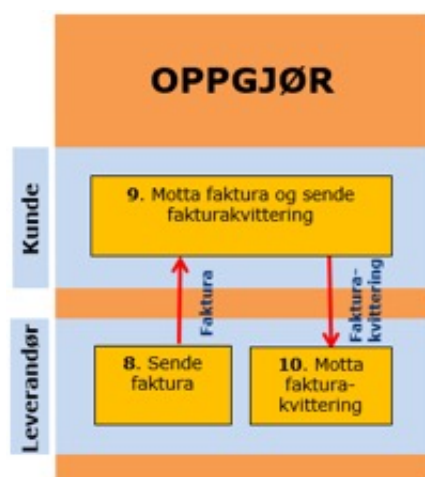 OPPGJØR
Kunde
9. Motta faktura og sende
fakturakvittering
Faktura
Faktura-
kvittering
Leverandør
8. Sende
faktura
10. Motta
faktura-
kvittering